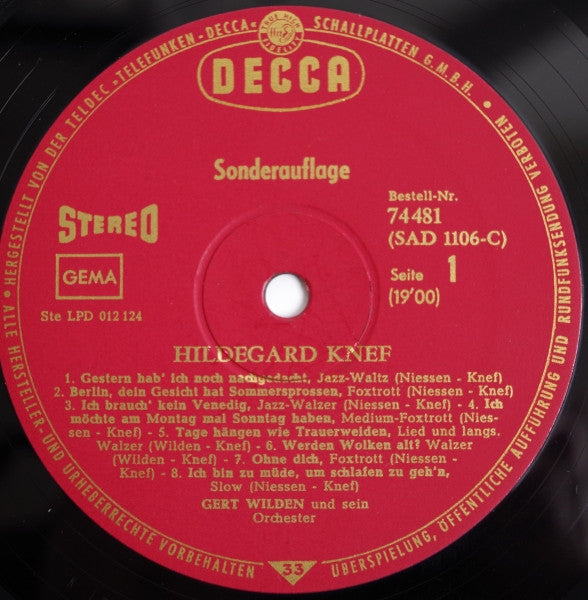 HERGESTELLT VON DER TELDEC »TELEFUNKEN-DECCA« SCHALLPLATTEN G.M.B.H.
DECCA
Sonderauflage
STEREO
GEMA
Ste LPD 012 124
Bestell-Nr.
74 481
(SAD 1106-C)
Seite 1
(19'00)
HILDEGARD KNEF
1. Gestern hab' ich noch nachgedacht, Jazz-Waltz (Niessen - Knef)
2. Berlin, dein Gesicht hat Sommersprossen, Foxtrott (Niessen - Knef)
3. Ich brauch' kein Venedig, Jazz-Walzer (Niessen - Knef) - 4. Ich
möchte am Montag mal Sonntag haben, Medium-Foxtrott (Nies-
sen - Knef) - 5. Tage hängen wie Trauerweiden, Lied und langs.
Walzer (Wilden - Knef) - 6. Werden Wolken alt? Walzer
(Wilden - Knef) - 7. Ohne dich, Foxtrott (Niessen -
Knef) - 8. Ich bin zu müde, um schlafen zu geh'n,
Slow (Niessen - Knef)
GERT WILDEN und sein
Orchester
33
ALLE HERSTELLER- UND URHEBERRECHTE VORBEHALTEN
ÜBERSPIELUNG, ÖFFENTLICHE AUFFÜHRUNG UND RUNDFUNKSENDUNG VERBOTEN